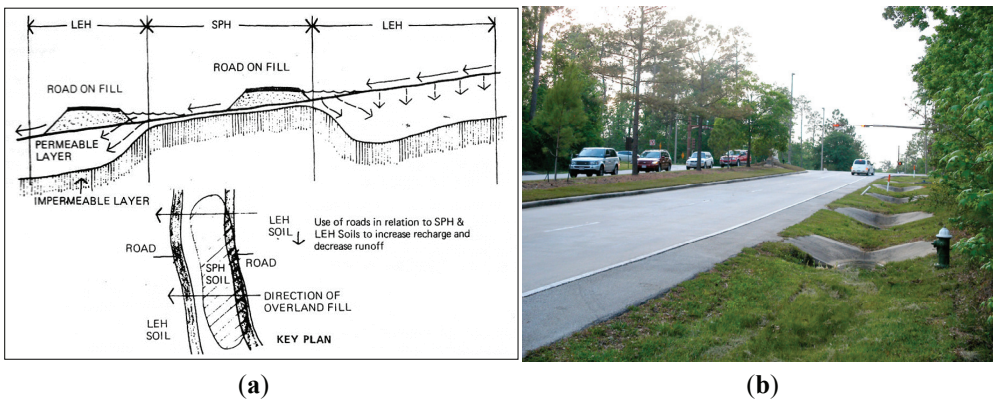 LEH
SPH
LEH
ROAD ON FILL
ROAD ON FILL
PERMEABLE
LAYER
IMPERMEABLE LAYER
LEH
SOIL
Use of roads in relation to SPH &
LEH Soils to increase recharge and
decrease runoff
ROAD
SPH
SOIL
ROAD
DIRECTION OF
OVERLAND FILL
LEH
SOIL
KEY PLAN
(a)
(b)